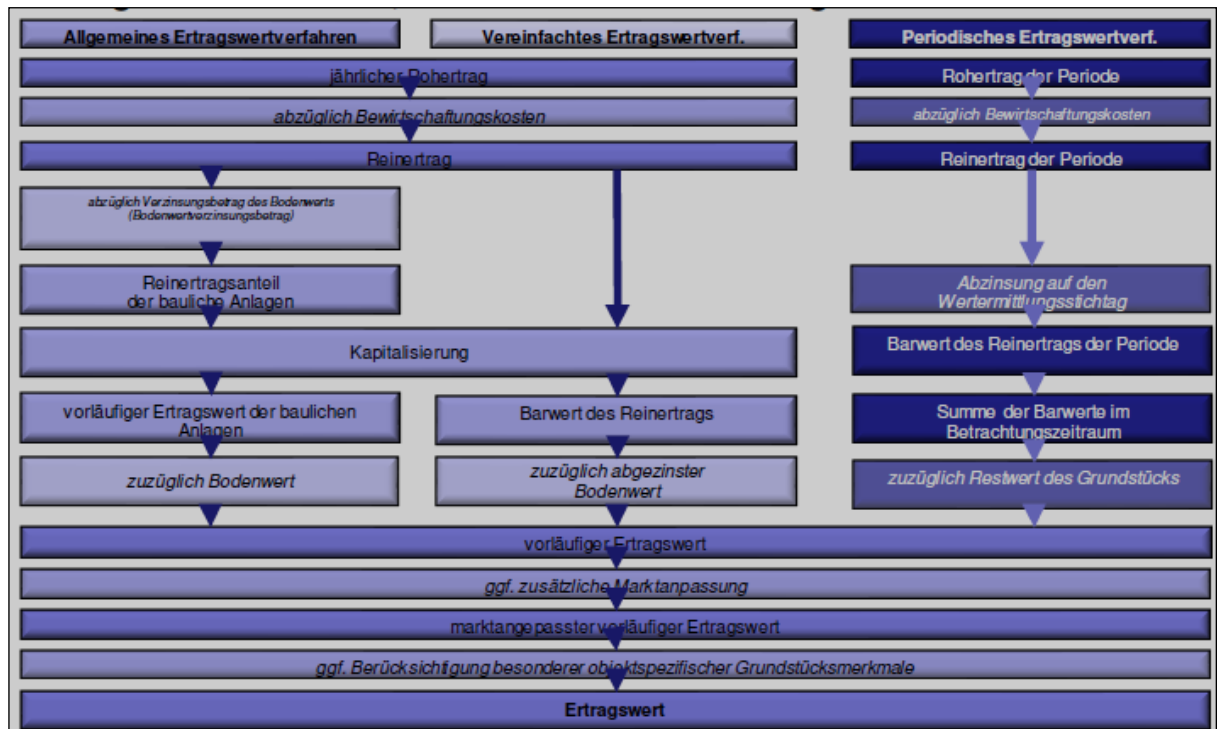 Allgemeines Ertragswertverfahren
Vereinfachtes Ertragswertverf.
Periodisches Ertragswertverf.
jährlicher Rohertrag
Rohertrag der Periode
abzüglich Bewirtschaftungskosten
abzüglich Bewirtschaftungskosten
Reinertrag
Reinertrag der Periode
abzüglich Verzinsungsbetrag des Bodenwerts
(Bodenwertverzinsungsbetrag)
Reinertragsanteil
der bauliche Anlagen
Abzinsung auf den
Wertermittlungsstichtag
Kapitalisierung
Barwert des Reinertrags der Periode
vorläufiger Ertragswert der baulichen
Anlagen
Barwert des Reinertrags
Summe der Barwerte im
Betrachtungszeitraum
zuzüglich Bodenwert
zuzüglich abgezinster
Bodenwert
zuzüglich Restwert des Grundstücks
vorläufiger Ertragswert
ggf. zusätzliche Marktanpassung
marktangepasster vorläufiger Ertragswert
ggf. Berücksichtigung besonderer objektspezifischer Grundstücksmerkmale
Ertragswert